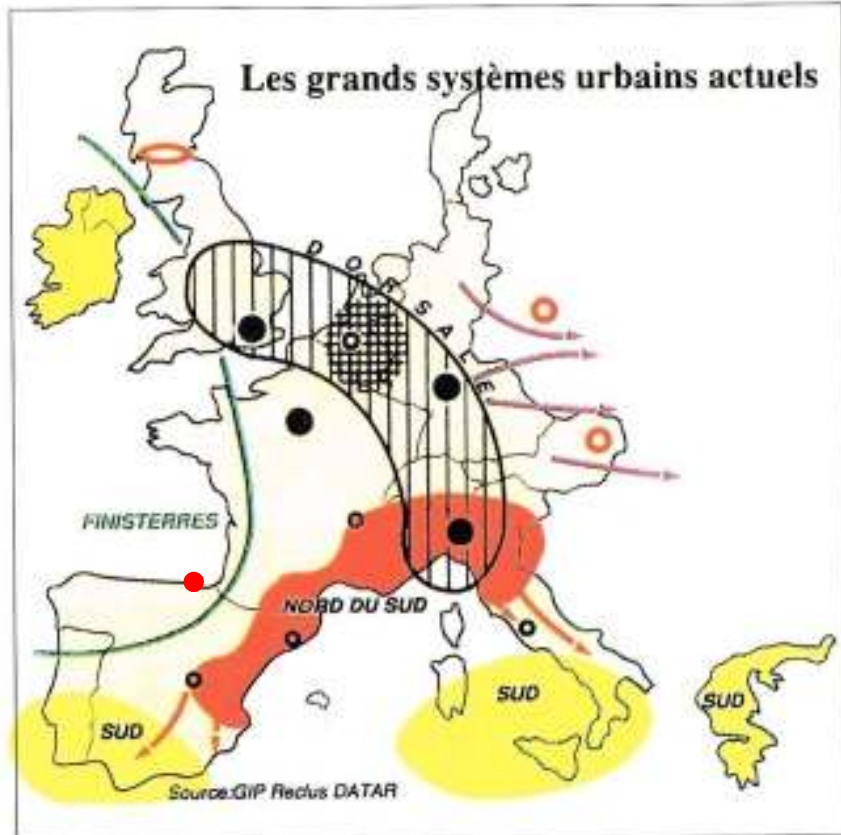 Les grands systèmes urbains actuels
DORSALE
FINISTERRES
NORD DU SUD
SUD
SUD
SUD
Source:GIP Reclus DATAR